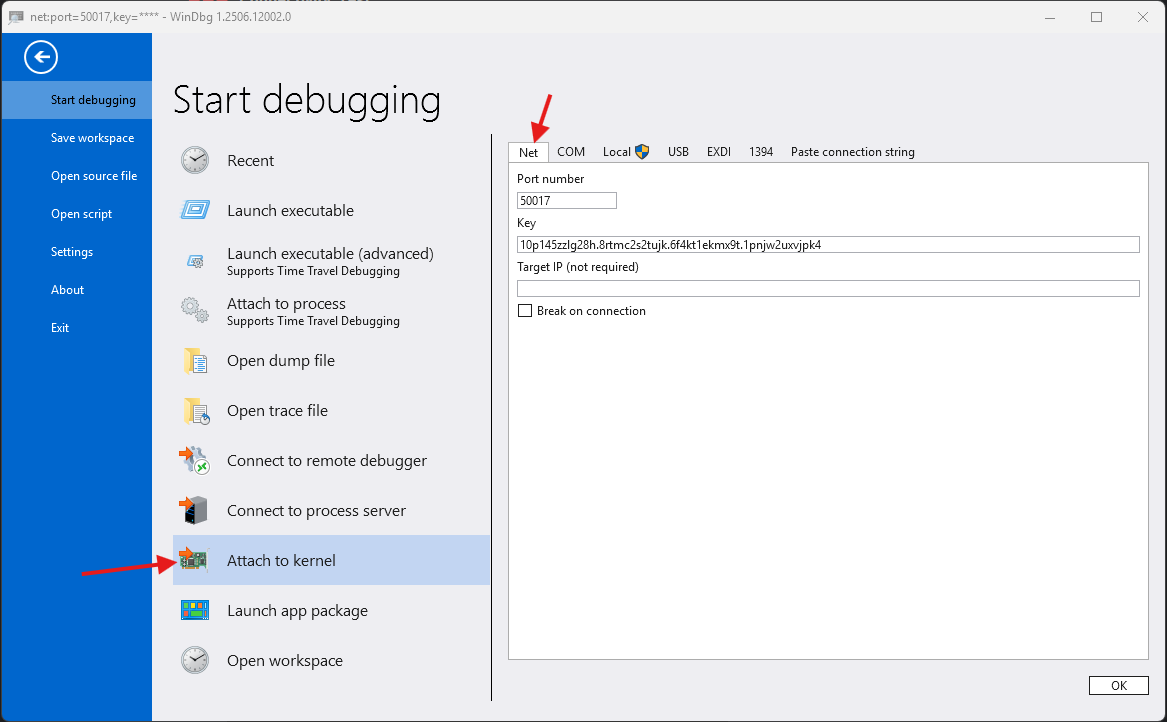 net:port=50017,key=**** - WinDbg 1.2506.12002.0
Start debugging
Save workspace
Open source file
Open script
Settings
About
Exit
Start debugging
Recent
Launch executable
Launch executable (advanced)
Supports Time Travel Debugging
Attach to process
Supports Time Travel Debugging
Open dump file
Open trace file
Connect to remote debugger
Connect to process server
Attach to kernel
Launch app package
Open workspace
Net COM Local USB EXDI 1394 Paste connection string
Port number
50017
Key
10p145zzlg28h.8rtmc2s2tujk.6f4kt1ekmx9t.1pnjw2uxvjpk4
Target IP (not required)
Break on connection
OK